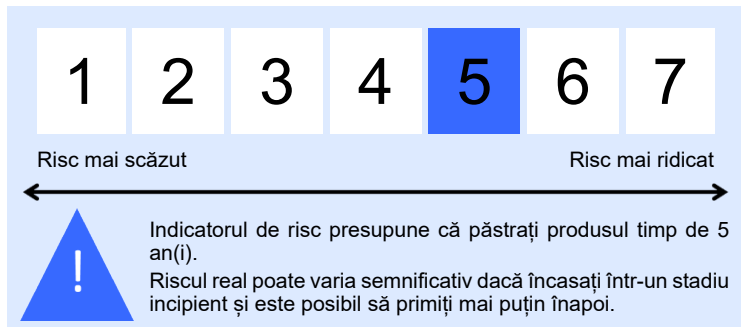 1 2 3 4 5 6 7
Risc mai scăzut Risc mai ridicat
! Indicatorul de risc presupune că păstrați produsul timp de 5
an(i).
Riscul real poate varia semnificativ dacă încasați într-un stadiu
incipient și este posibil să primiți mai puțin înapoi.